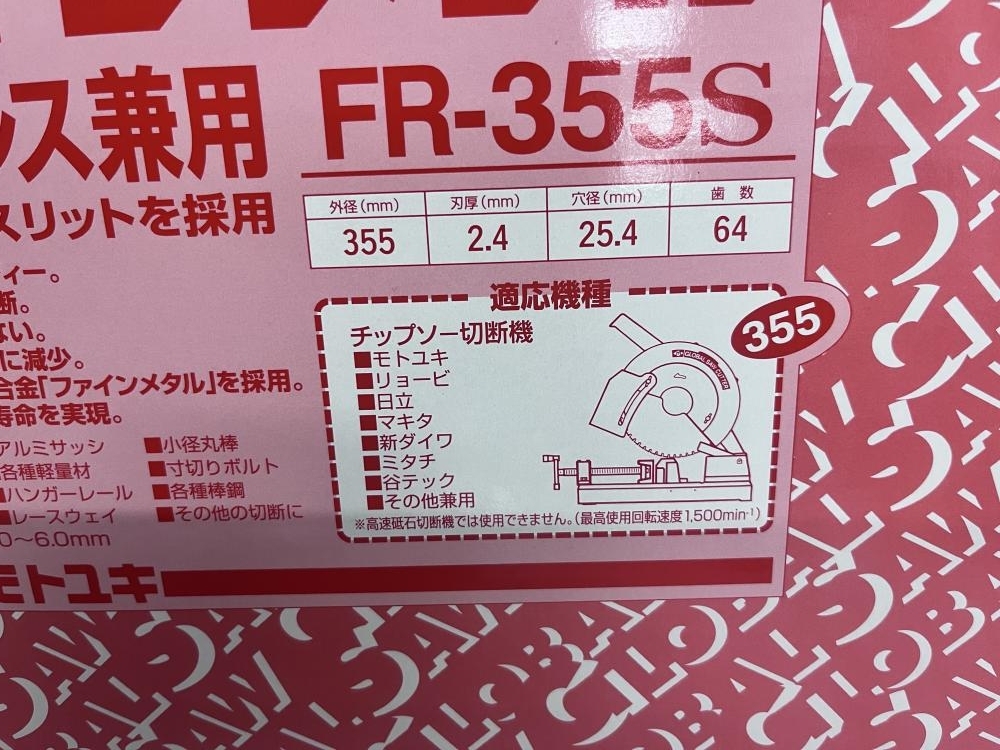 ス兼用 FR-355S
スリットを採用
外径(mm) 刃厚(mm) 穴径(mm) 歯数
355 2.4 25.4 64
ィー。
断。
ない。
に減少。
合金「ファインメタル」を採用。
寿命を実現。
アルミサッシ ■小径丸棒
各種軽量材 ■寸切りボルト
ハンガーレール ■各種棒鋼
■レースウェイ ■その他の切断に
0〜6.0mm
適応機種
355
チップソー切断機
■モトユキ
■リョービ
■日立
■マキタ
■新ダイワ
■ミタチ
■谷テック
■その他兼用
GLOBAL SAW CUTTER
※高速砥石切断機では使用できません。(最高使用回転速度1,500min⁻¹)
モトユキ